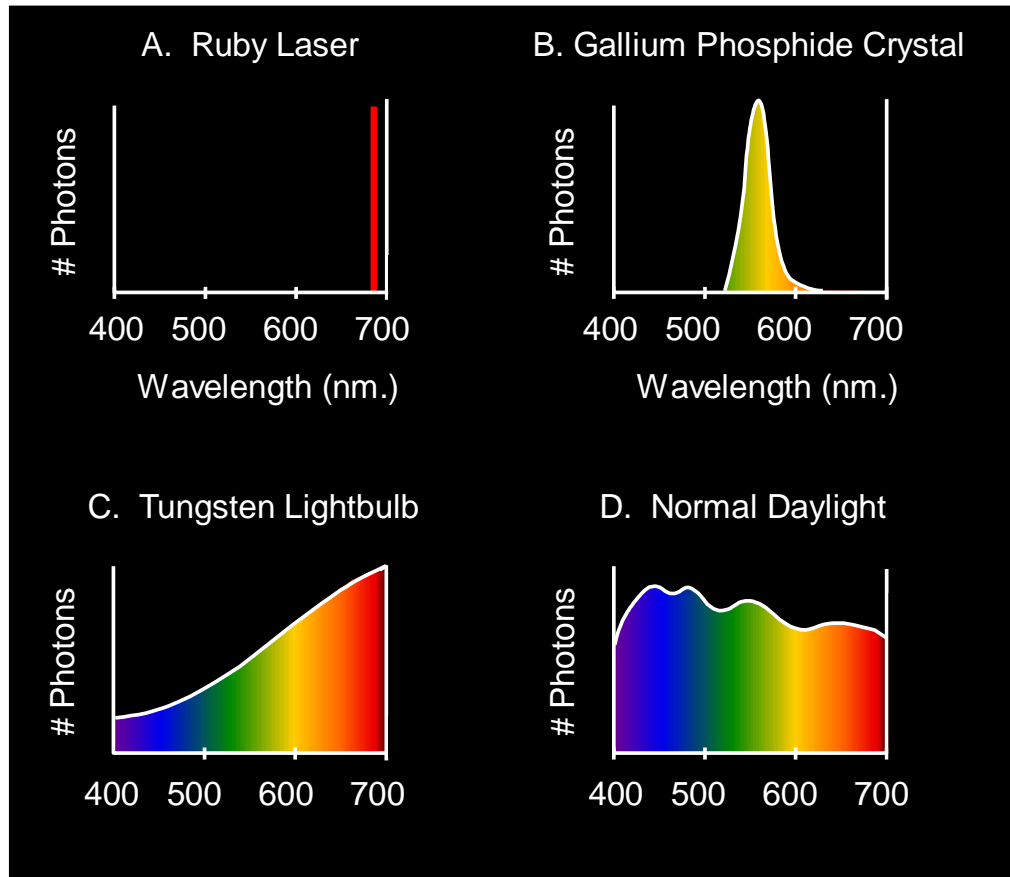 A. Ruby Laser
# Photons
400 500 600 700
Wavelength (nm.)
B. Gallium Phosphide Crystal
# Photons
400 500 600 700
Wavelength (nm.)
C. Tungsten Lightbulb
# Photons
400 500 600 700
D. Normal Daylight
# Photons
400 500 600 700